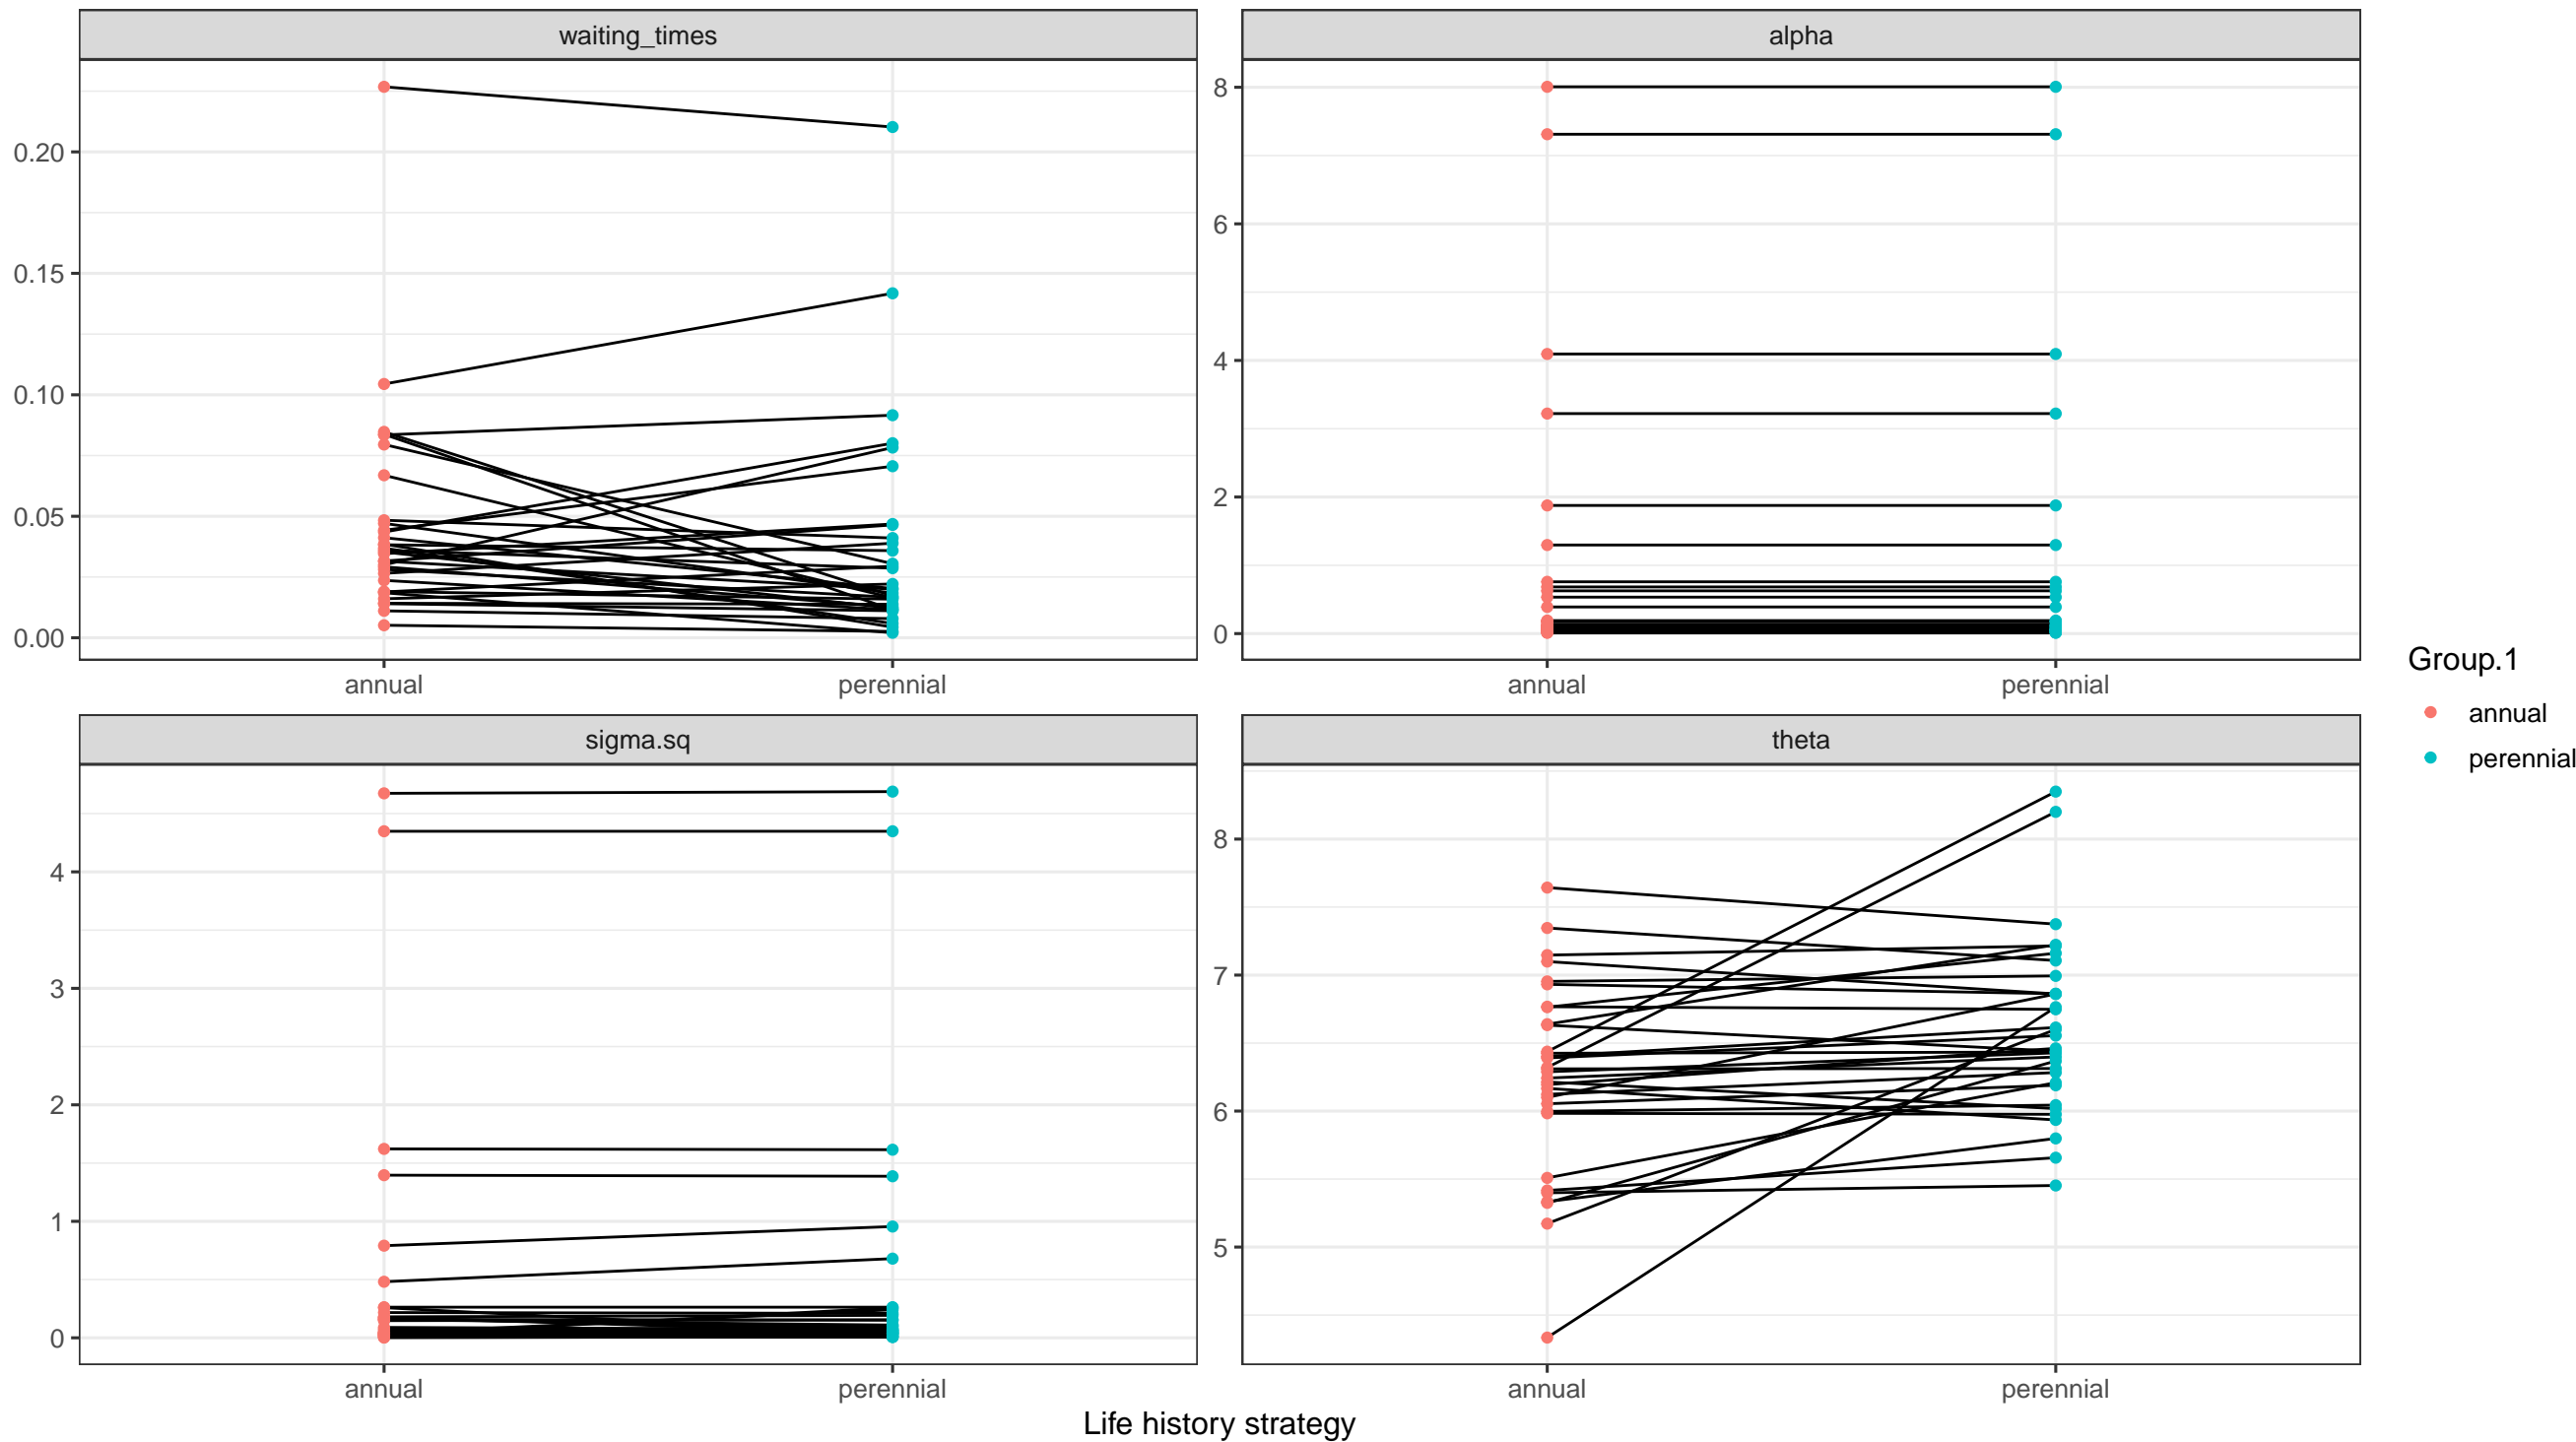 waiting_times
0.20
0.15
0.10
0.05
0.00
annual perennial
alpha
8
6
4
2
0
annual perennial
sigma.sq
4
3
2
1
0
annual perennial
theta
8
7
6
5
annual perennial
Life history strategy
Group.1
annual
perennial